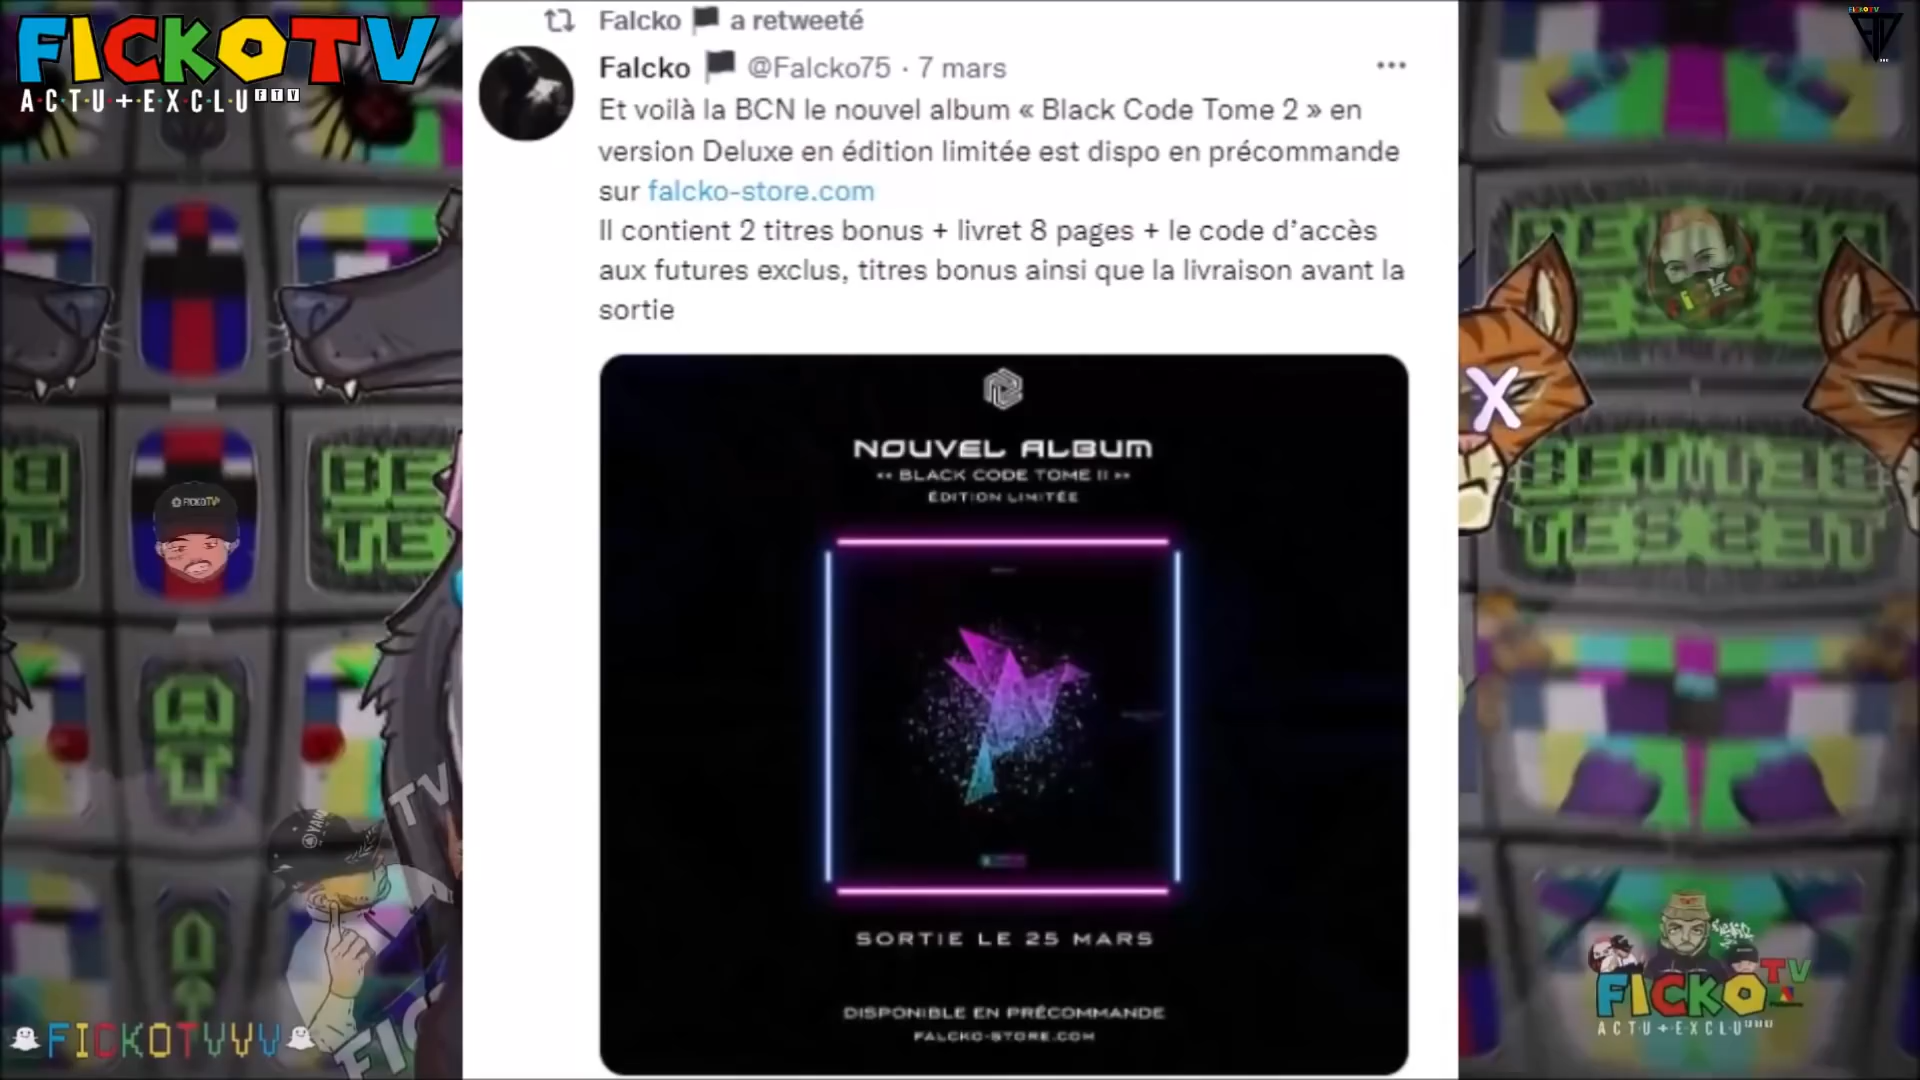 FICKOTV
ACTU+EXCLU FTV
Falcko a retweeté
Falcko @Falcko75 · 7 mars
Et voilà la BCN le nouvel album « Black Code Tome 2 » en
version Deluxe en édition limitée est dispo en précommande
sur falcko-store.com
Il contient 2 titres bonus + livret 8 pages + le code d’accès
aux futures exclus, titres bonus ainsi que la livraison avant la
sortie
NOUVEL ALBUM
‹‹ BLACK CODE TOME II ››
ÉDITION LIMITÉE
SORTIE LE 25 MARS
DISPONIBLE EN PRÉCOMMANDE
FALCKO-STORE.COM
FICKOTV
X
TV
FICKOTVVV
FICKOTV
ACTU+EXCLU